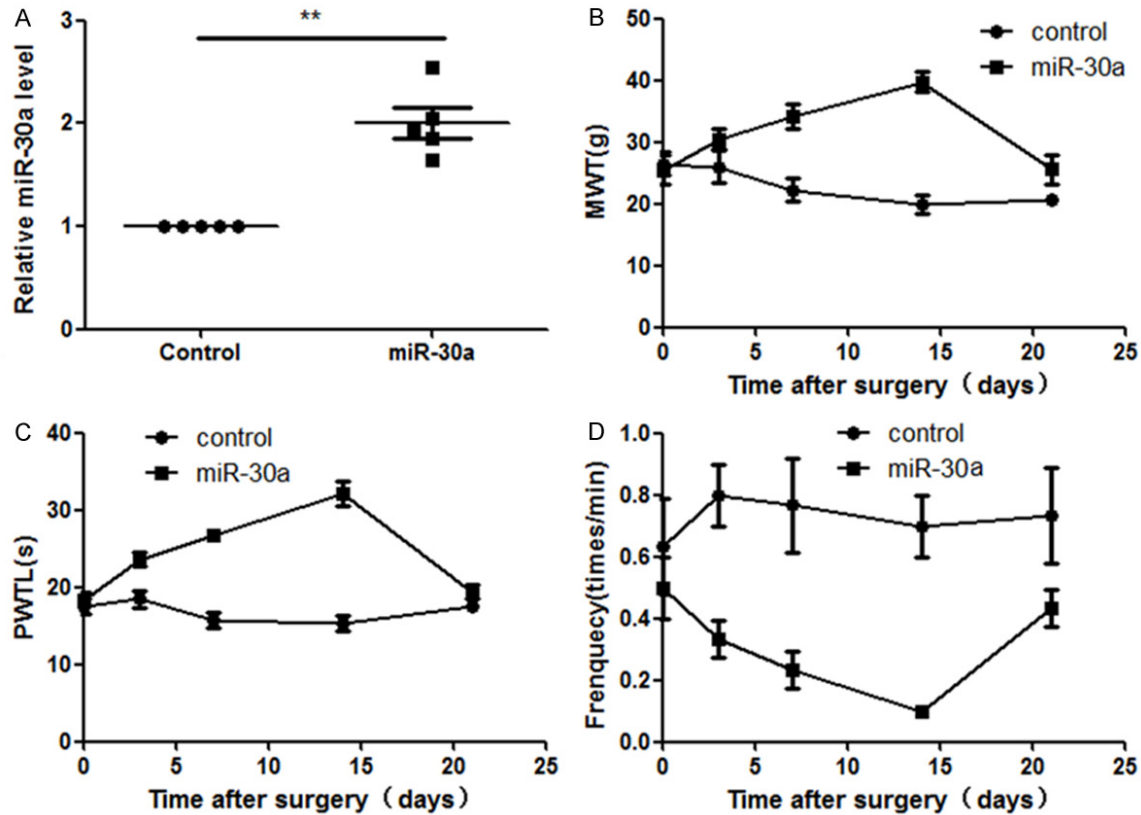 A
Relative miR-30a level
3
2
1
0
**
Control
miR-30a
B
MWT(g)
50
40
30
20
10
0
control
miR-30a
0
5
10
15
20
25
Time after surgery（days）
C
PWTL(s)
40
30
20
10
0
control
miR-30a
0
5
10
15
20
25
Time after surgery（days）
D
Frenquecy(times/min)
1.0
0.8
0.6
0.4
0.2
0.0
control
miR-30a
0
5
10
15
20
25
Time after surgery（days）